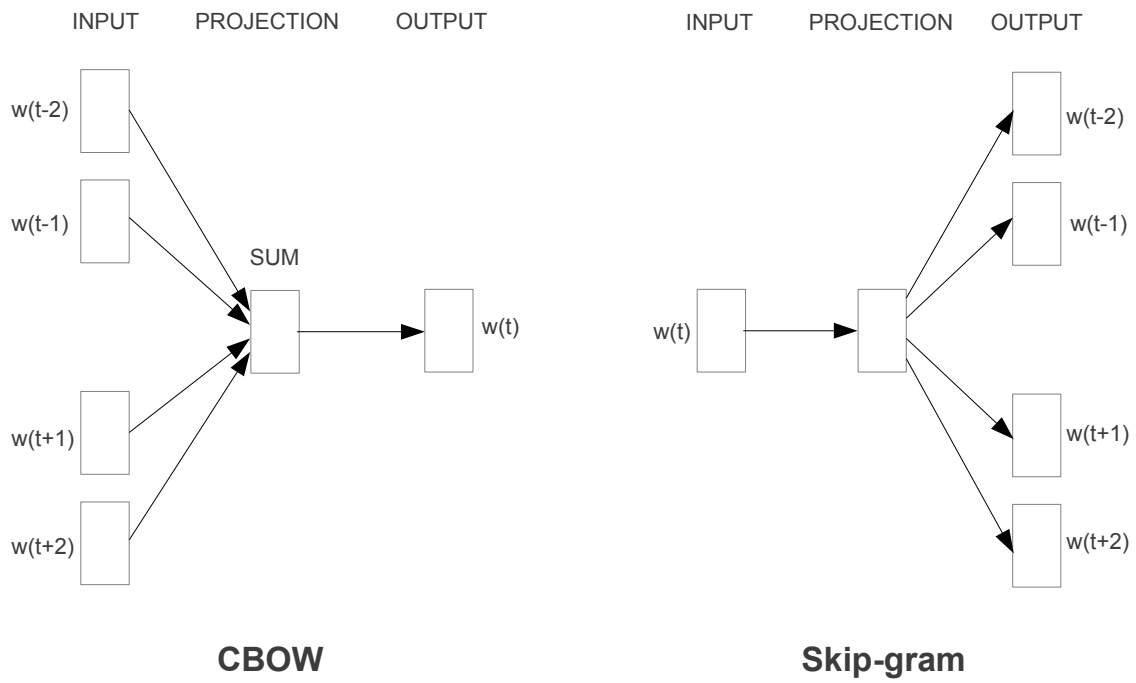 INPUT PROJECTION OUTPUT
w(t-2)
w(t-1)
SUM
w(t)
w(t+1)
w(t+2)
CBOW
INPUT PROJECTION OUTPUT
w(t-2)
w(t-1)
w(t)
w(t+1)
w(t+2)
Skip-gram